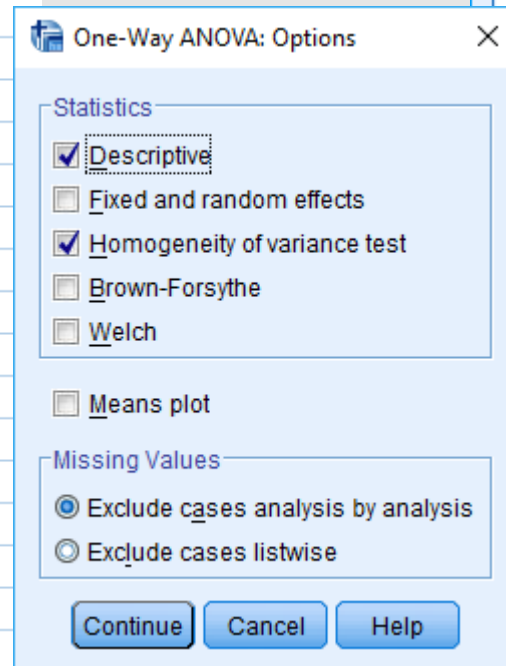 One-Way ANOVA: Options
Statistics
Descriptive
Fixed and random effects
Homogeneity of variance test
Brown-Forsythe
Welch
Means plot
Missing Values
Exclude cases analysis by analysis
Exclude cases listwise
Continue Cancel Help